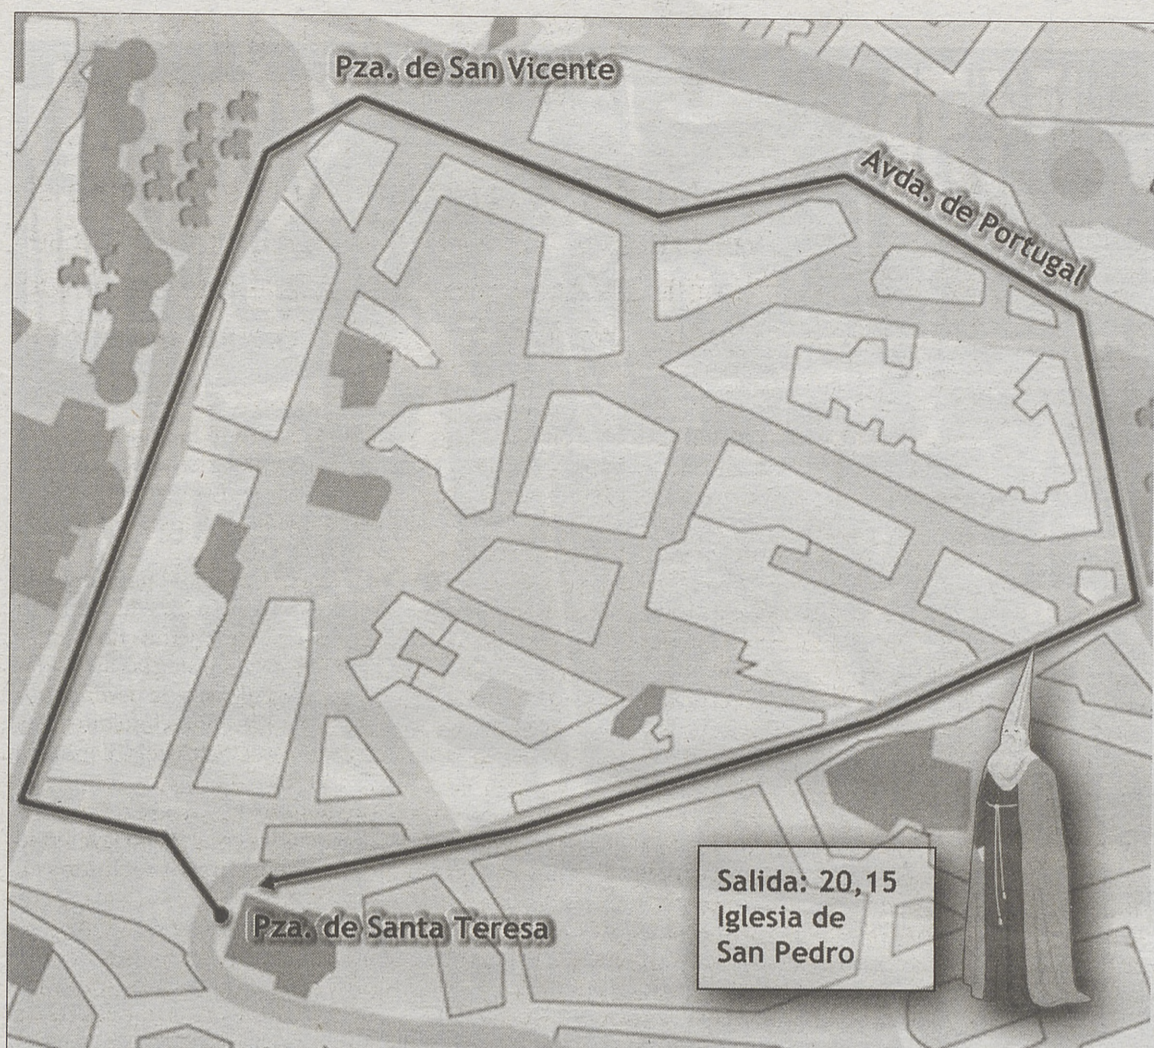 Pza. de San Vicente
Avda. de Portugal
Pza. de Santa Teresa
Salida: 20,15
Iglesia de
San Pedro